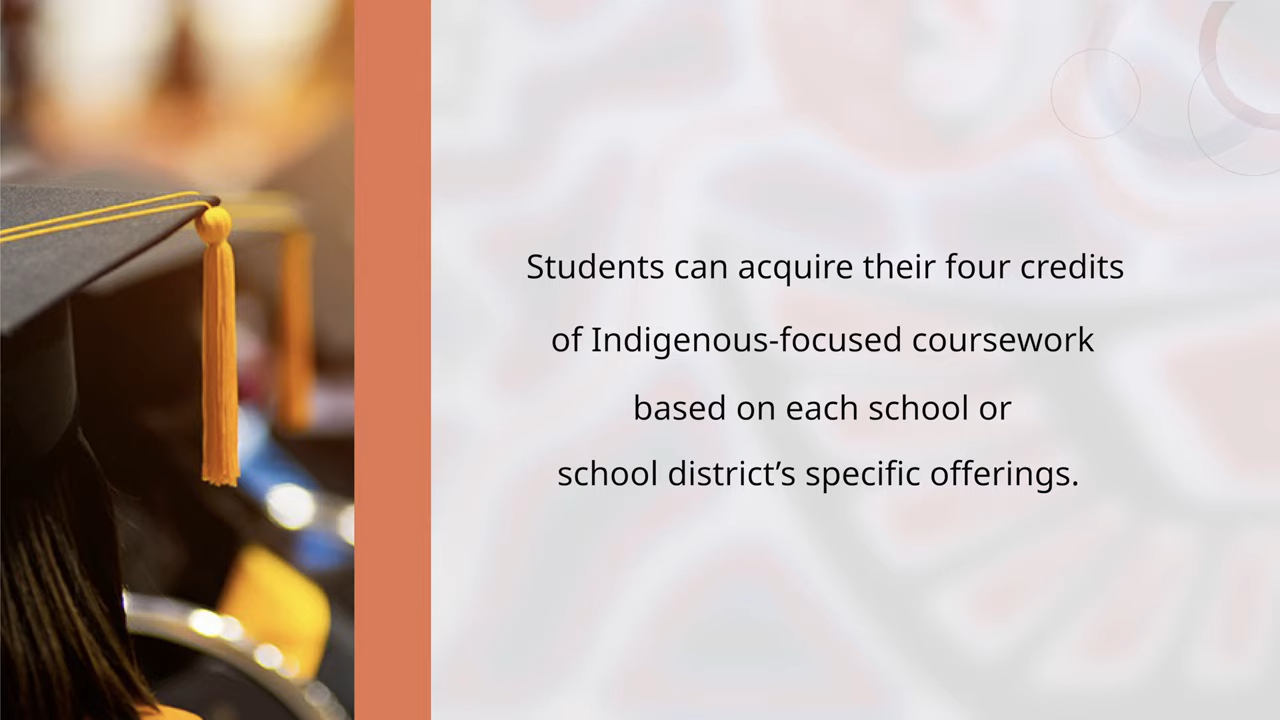 Students can acquire their four credits
of Indigenous-focused coursework
based on each school or
school district’s specific offerings.